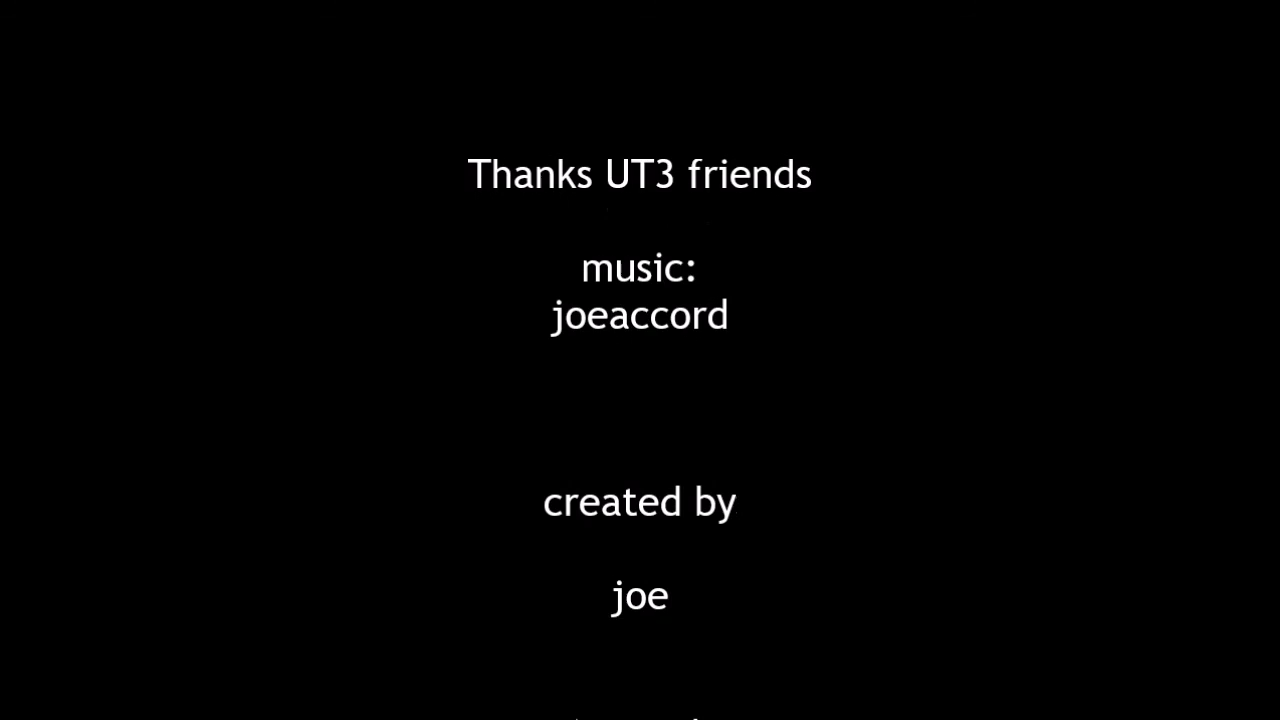 Thanks UT3 friends
music:
joeaccord
created by
joe